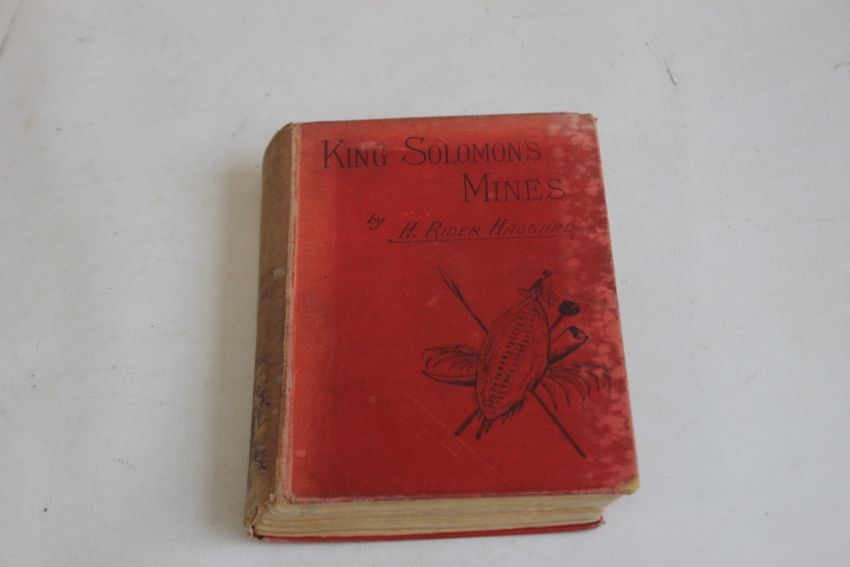 KING SOLOMON'S
MINES
by H. RIDER HAGGARD